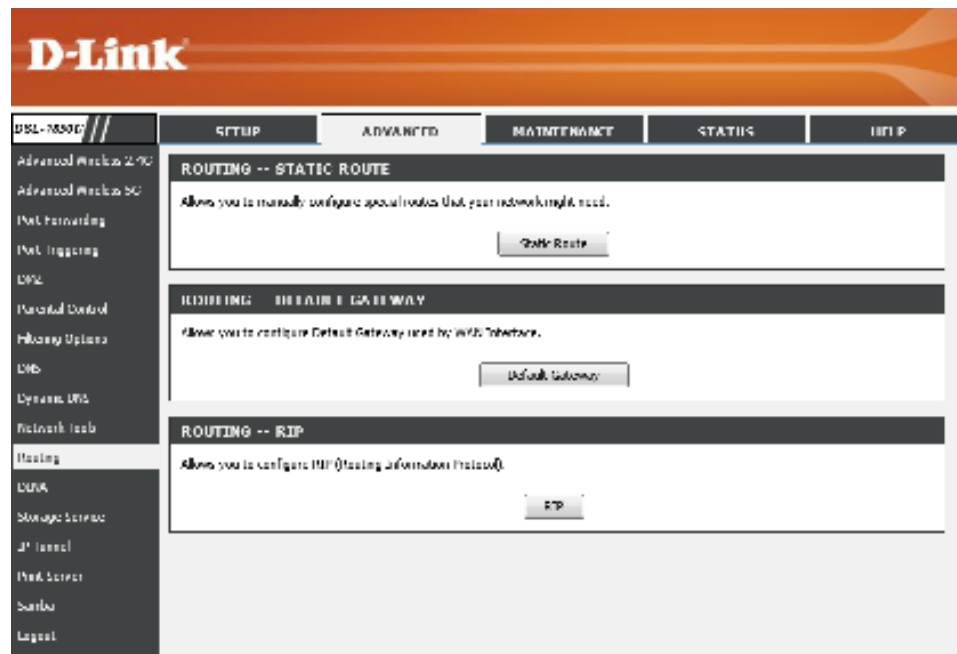 D-Link
SETUP
ADVANCED
MAINTENANCE
STATUS
HELP
Advanced Wireless 2.4G
Advanced Wireless 5G
Port Forwarding
Port Triggering
DMZ
Parental Control
Filtering Options
DNS
Dynamic DNS
Network Tools
Routing
DLNA
Storage Service
IP Tunnel
Print Server
Samba
Logout
ROUTING -- STATIC ROUTE
Allows you to manually configure special routes that your network might need.
Static Route
ROUTING -- DEFAULT GATEWAY
Allows you to configure Default Gateway used by WAN Interface.
Default Gateway
ROUTING -- RIP
Allows you to configure RIP (Routing Information Protocol).
RIP